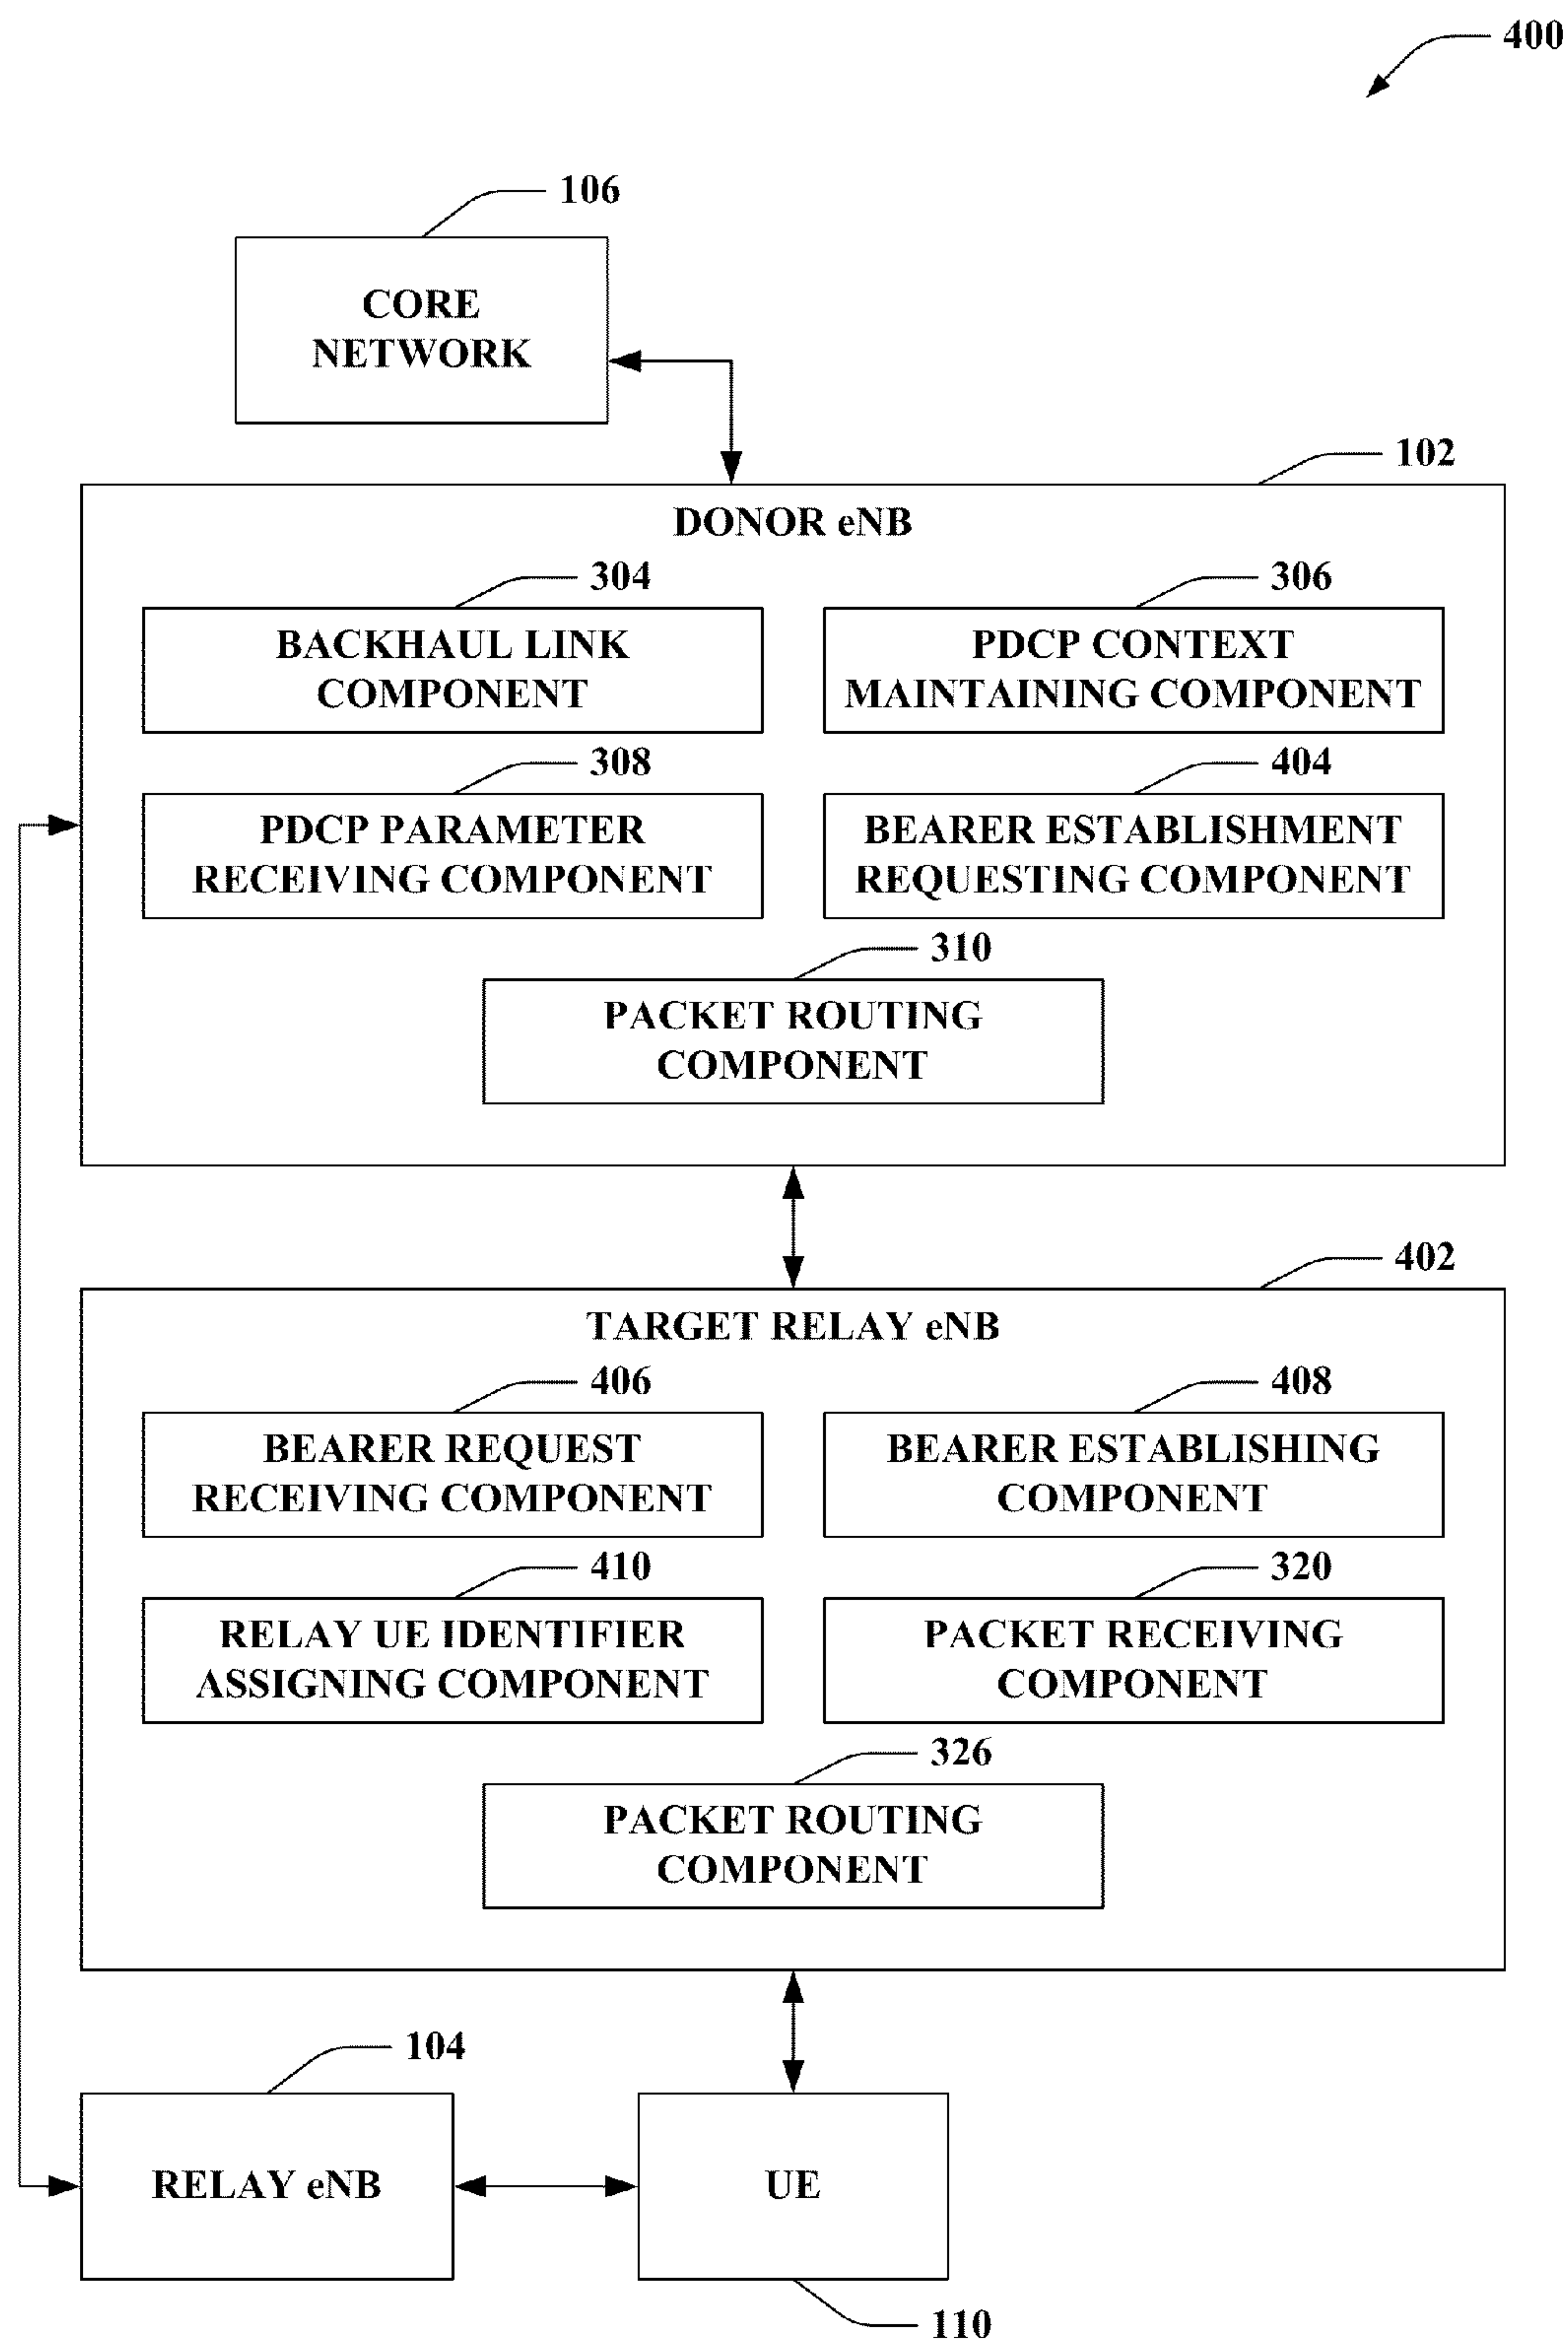 400
106
CORE
NETWORK
102
DONOR eNB
304
BACKHAUL LINK
COMPONENT
306
PDCP CONTEXT
MAINTAINING COMPONENT
308
PDCP PARAMETER
RECEIVING COMPONENT
404
BEARER ESTABLISHMENT
REQUESTING COMPONENT
310
PACKET ROUTING
COMPONENT
402
TARGET RELAY eNB
406
BEARER REQUEST
RECEIVING COMPONENT
408
BEARER ESTABLISHING
COMPONENT
410
RELAY UE IDENTIFIER
ASSIGNING COMPONENT
320
PACKET RECEIVING
COMPONENT
326
PACKET ROUTING
COMPONENT
104
RELAY eNB
UE
110